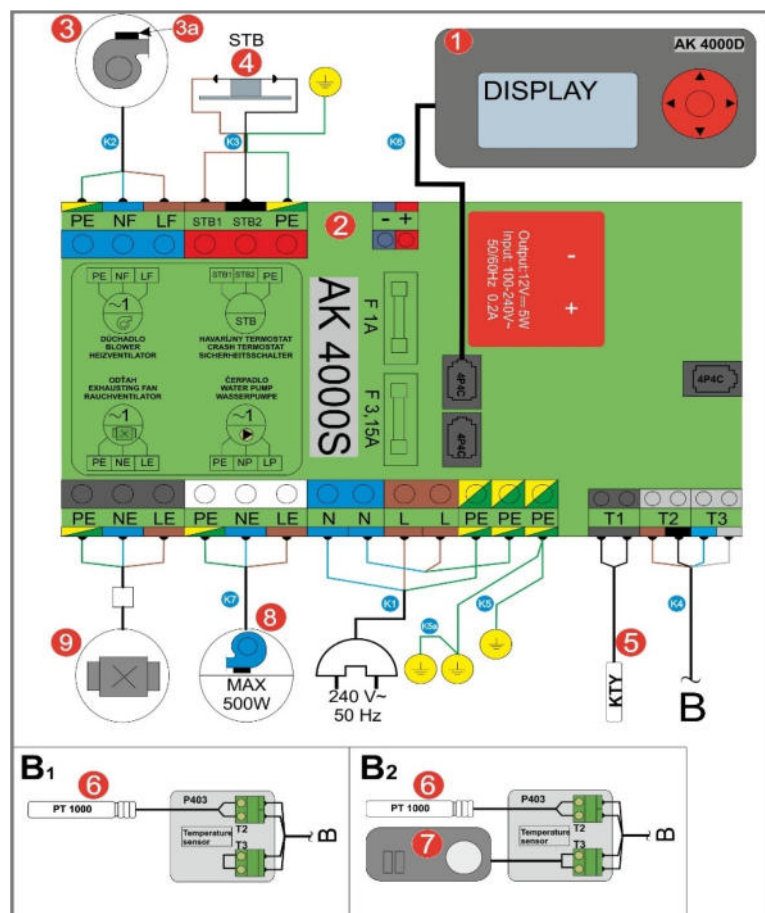 3
3a
STB
4
1
AK 4000D
DISPLAY
K2
K3
K6
PE NF LF STB1 STB2 PE
2
- +
Output:12V⎓5W
Input: 100-240V~
50/60Hz 0.2A
-
+
PE NF LF
STB1 STB2 PE
~1
STB
DÚCHADLO
BLOWER
HEIZVENTILATOR
HAVARIJNY TERMOSTAT
CRASH TERMOSTAT
SICHERHEITSSCHALTER
ODŤAH
EXHAUSTING FAN
RAUCHVENTILATOR
ČERPADLO
WATER PUMP
WASSERPUMPE
~1
~1
PE NE LE
PE NP LP
AK 4000S
F 1A
F 3,15A
4P4C
4P4C
4P4C
PE NE LE PE NE LE N N L L PE PE PE T1 T2 T3
K7
K1
K5a
K5
K4
9
8
MAX
500W
240 V~
50 Hz
5
KTY
B
B1
6
PT 1000
P403
T2
Temperature
sensor
T3
B
B2
6
PT 1000
P403
T2
7
Temperature
sensor
T3
B